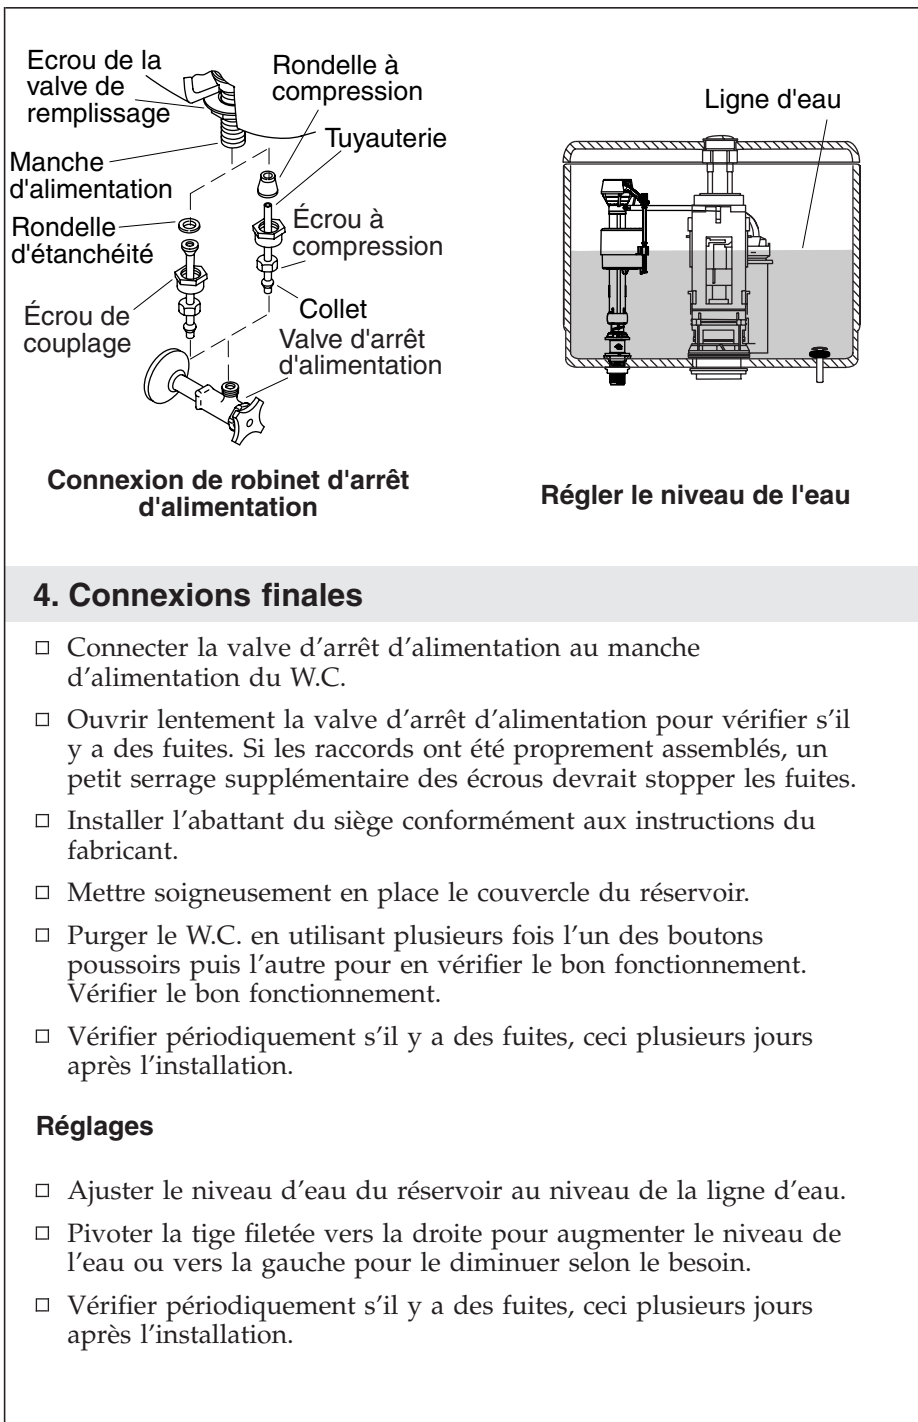 Ecrou de la
valve de
remplissage
Rondelle à
compression
Tuyauterie
Manche
d'alimentation
Rondelle
d'étanchéité
Écrou à
compression
Écrou de
couplage
Collet
Valve d'arrêt
d'alimentation
Connexion de robinet d'arrêt
d'alimentation
Ligne d'eau
Régler le niveau de l'eau
4. Connexions finales
□ Connecter la valve d’arrêt d’alimentation au manche
d’alimentation du W.C.
□ Ouvrir lentement la valve d’arrêt d’alimentation pour vérifier s’il
y a des fuites. Si les raccords ont été proprement assemblés, un
petit serrage supplémentaire des écrous devrait stopper les fuites.
□ Installer l’abattant du siège conformément aux instructions du
fabricant.
□ Mettre soigneusement en place le couvercle du réservoir.
□ Purger le W.C. en utilisant plusieurs fois l’un des boutons
poussoirs puis l’autre pour en vérifier le bon fonctionnement.
Vérifier le bon fonctionnement.
□ Vérifier périodiquement s’il y a des fuites, ceci plusieurs jours
après l’installation.
Réglages
□ Ajuster le niveau d’eau du réservoir au niveau de la ligne d’eau.
□ Pivoter la tige filetée vers la droite pour augmenter le niveau de
l’eau ou vers la gauche pour le diminuer selon le besoin.
□ Vérifier périodiquement s’il y a des fuites, ceci plusieurs jours
après l’installation.